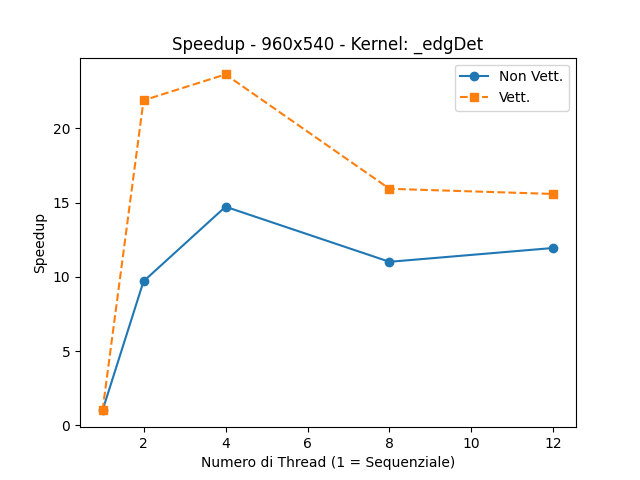 Speedup - 960x540 - Kernel: _edgDet
Non Vett.
Vett.
Speedup
20
15
10
5
0
2
4
6
8
10
12
Numero di Thread (1 = Sequenziale)